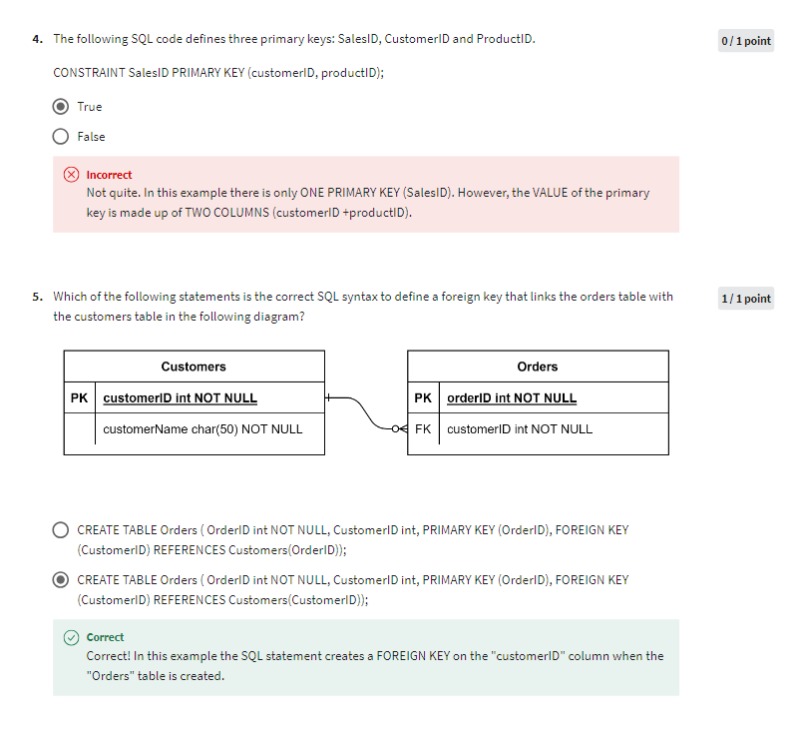 4. The following SQL code defines three primary keys: SalesID, CustomerID and ProductID.
0 / 1 point
CONSTRAINT SalesID PRIMARY KEY (customerID, productID);
True
False
Incorrect
Not quite. In this example there is only ONE PRIMARY KEY (SalesID). However, the VALUE of the primary
key is made up of TWO COLUMNS (customerID +productID).
5. Which of the following statements is the correct SQL syntax to define a foreign key that links the orders table with
1 / 1 point
the customers table in the following diagram?
Customers
PK customerID int NOT NULL
customerName char(50) NOT NULL
Orders
PK orderID int NOT NULL
FK customerID int NOT NULL
CREATE TABLE Orders ( OrderID int NOT NULL, CustomerID int, PRIMARY KEY (OrderID), FOREIGN KEY
(CustomerID) REFERENCES Customers(OrderID));
CREATE TABLE Orders ( OrderID int NOT NULL, CustomerID int, PRIMARY KEY (OrderID), FOREIGN KEY
(CustomerID) REFERENCES Customers(CustomerID));
Correct
Correct! In this example the SQL statement creates a FOREIGN KEY on the "customerID" column when the
"Orders" table is created.